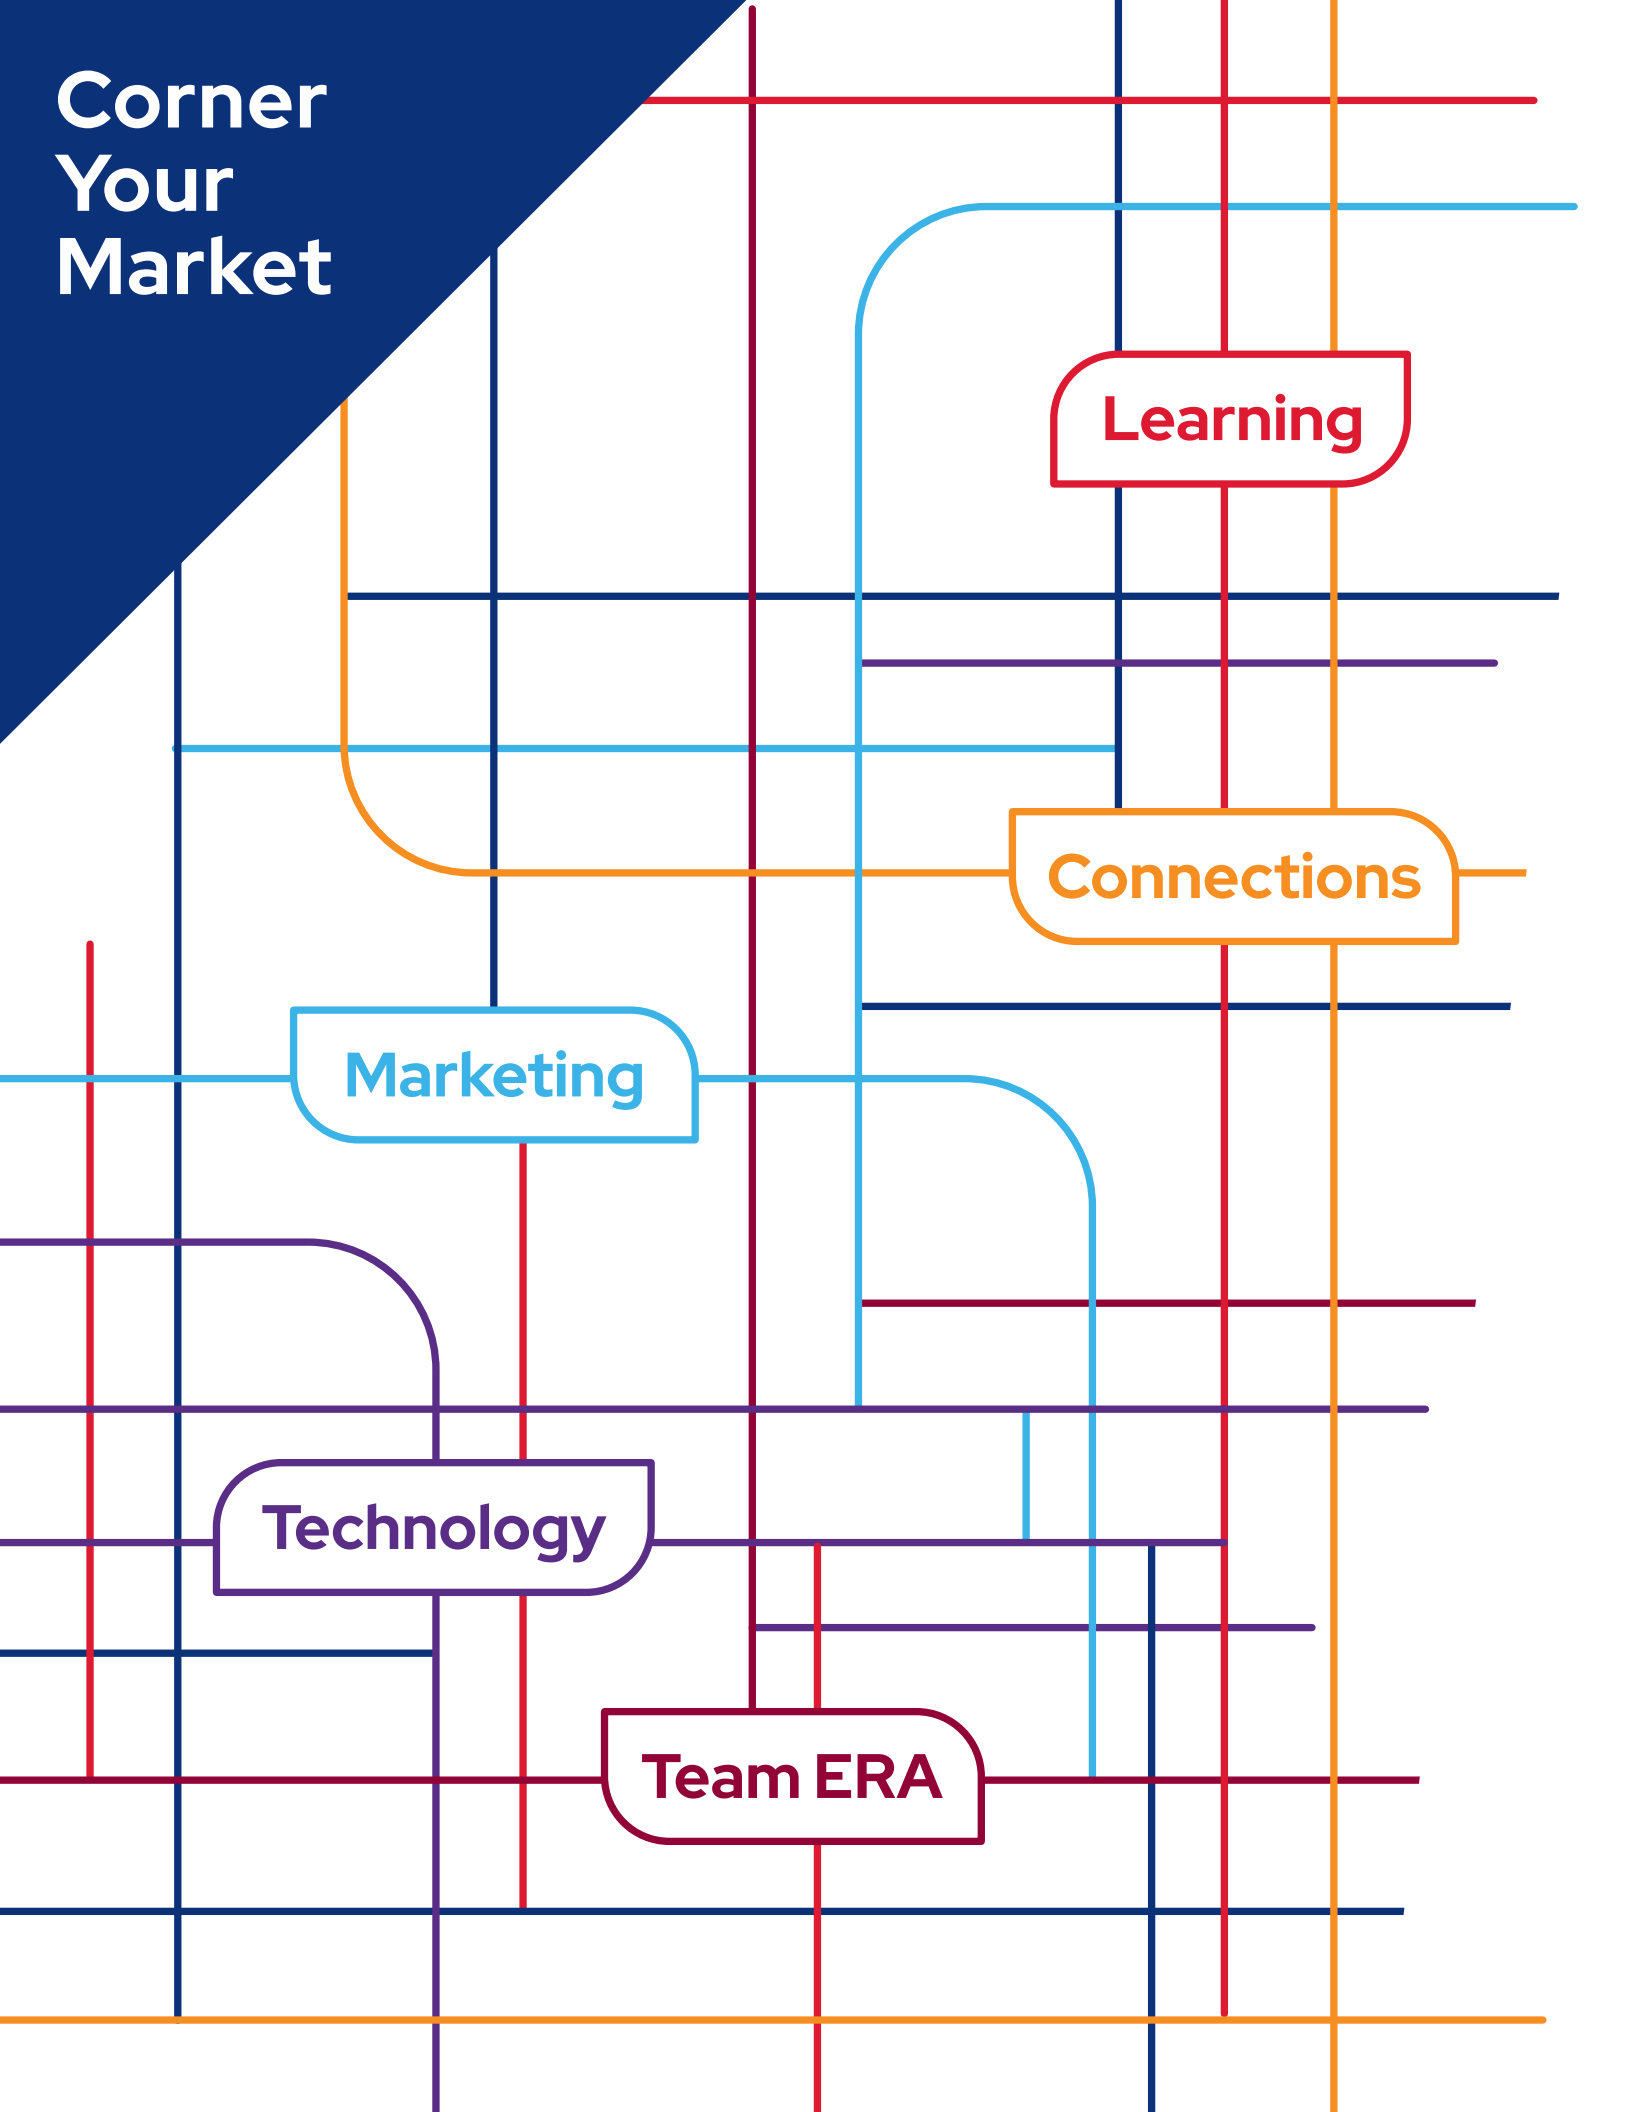 Corner
Your
Market
Learning
Connections
Marketing
Technology
Team ERA